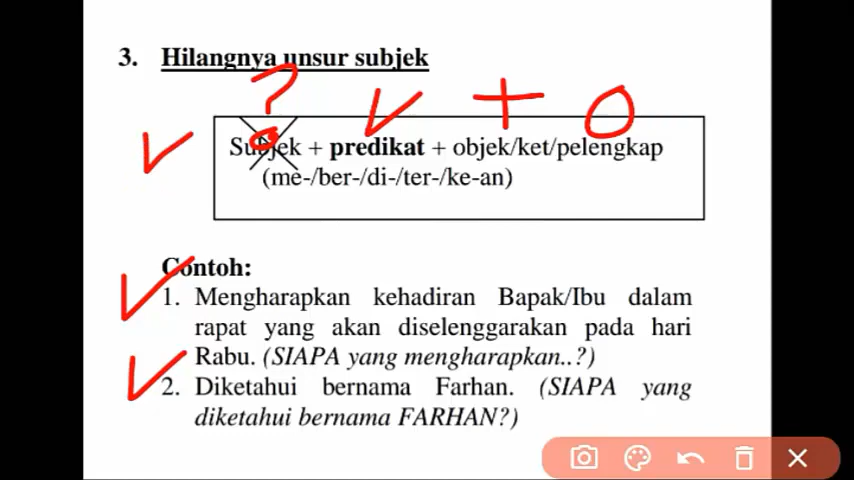 3. Hilangnya unsur subjek
?
+ O
Subjek + predikat + objek/ket/pelengkap
(me-/ber-/di-/ter-/ke-an)
Contoh:
1. Mengharapkan kehadiran Bapak/Ibu dalam
rapat yang akan diselenggarakan pada hari
Rabu. (SIAPA yang mengharapkan..?)
2. Diketahui bernama Farhan. (SIAPA yang
diketahui bernama FARHAN?)